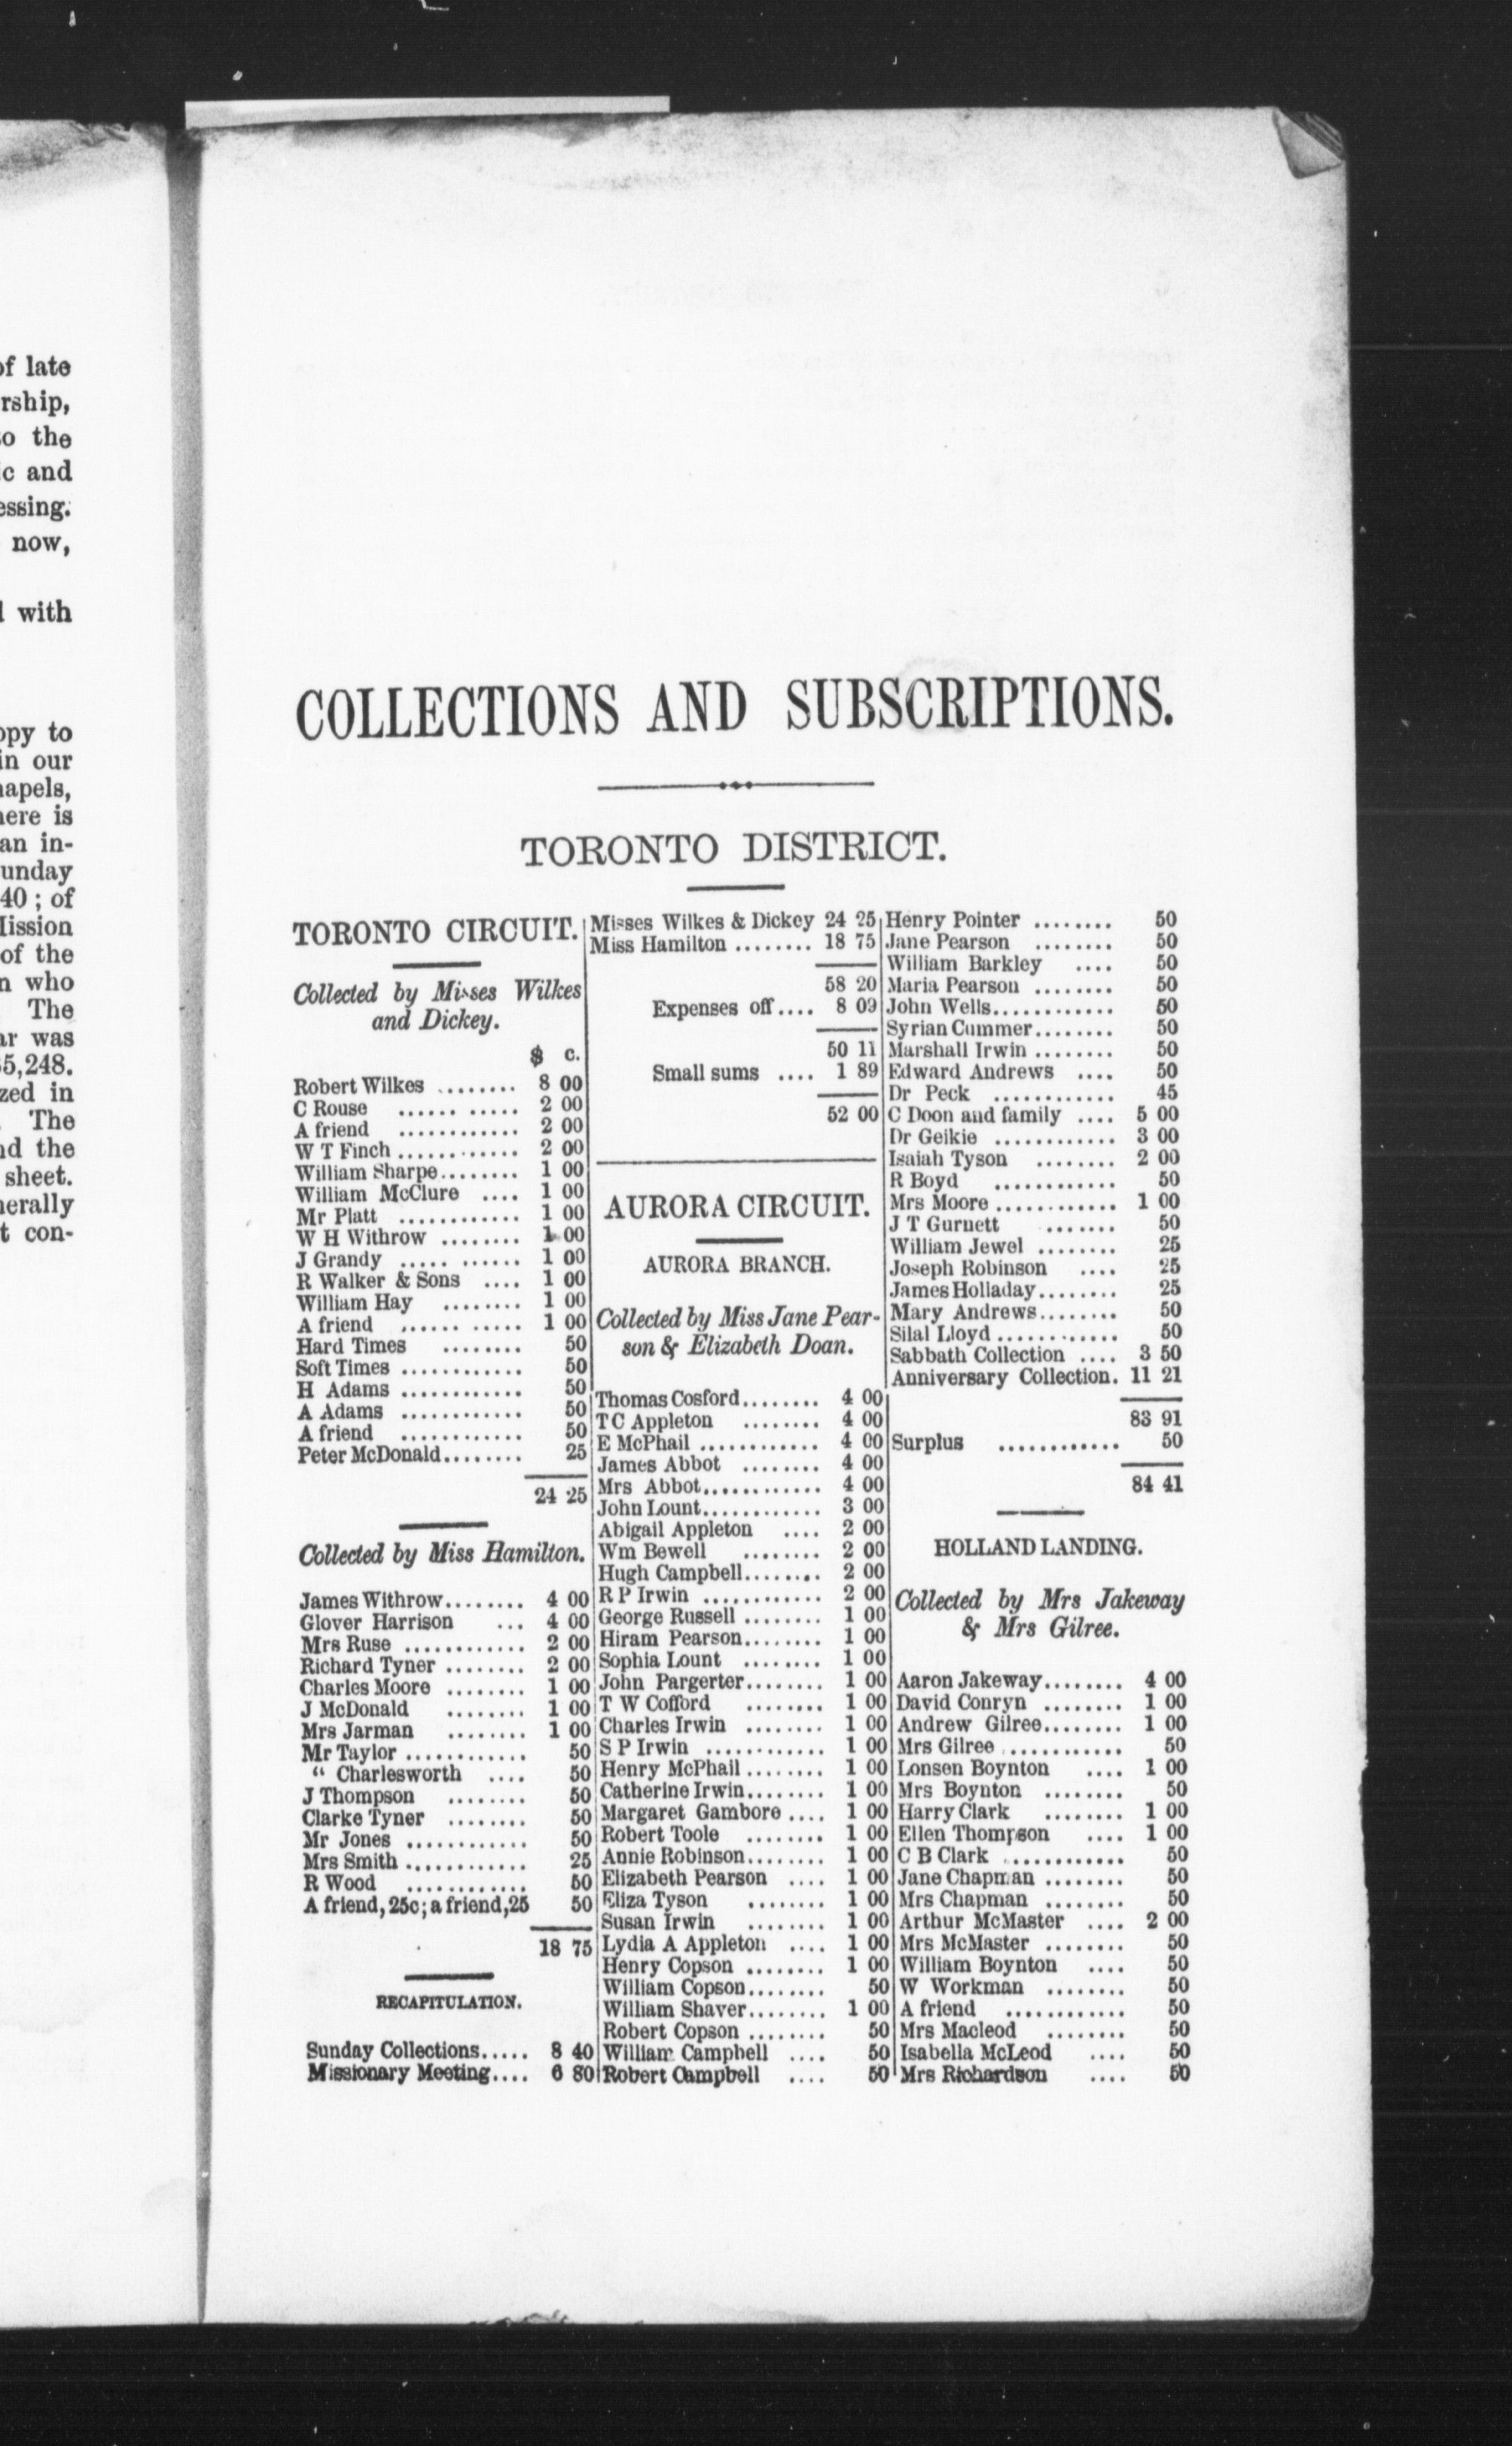 of late
rship,
to the
ic and
essing.
now,
d with
opy to
in our
hapels,
here is
an in-
unday
40 ; of
Mission
of the
n who
The
ar was
35,248.
zed in
The
nd the
sheet.
nerally
t con-
COLLECTIONS AND SUBSCRIPTIONS.
TORONTO DISTRICT.
TORONTO CIRCUIT.
Collected by Misses Wilkes
and Dickey.
$ c.
Robert Wilkes ........ 8 00
C Rouse ........... 2 00
A friend ............ 2 00
W T Finch ............ 2 00
William Sharpe........ 1 00
William McClure .... 1 00
Mr Platt ............ 1 00
W H Withrow ........ 1 00
J Grandy ........... 1 00
R Walker & Sons .... 1 00
William Hay ........ 1 00
A friend ........... 1 00
Hard Times ........ 50
Soft Times ............ 50
H Adams ............ 50
A Adams ............ 50
A friend ............ 50
Peter McDonald........ 25
24 25
Collected by Miss Hamilton.
James Withrow........ 4 00
Glover Harrison ... 4 00
Mrs Ruse ............ 2 00
Richard Tyner ........ 2 00
Charles Moore ........ 1 00
J McDonald ........ 1 00
Mrs Jarman ........ 1 00
Mr Taylor ............ 50
“ Charlesworth .... 50
J Thompson ........ 50
Clarke Tyner ........ 50
Mr Jones ............ 50
Mrs Smith ............ 25
R Wood ............ 50
A friend, 25c; a friend, 25 50
18 75
RECAPITULATION.
Sunday Collections..... 8 40
Missionary Meeting.... 6 80
Misses Wilkes & Dickey 24 25
Miss Hamilton ........ 18 75
58 20
Expenses off.... 8 09
50 11
Small sums .... 1 89
52 00
AURORA CIRCUIT.
AURORA BRANCH.
Collected by Miss Jane Pear-
son & Elizabeth Doan.
Thomas Cosford........ 4 00
T C Appleton ........ 4 00
E McPhail ............ 4 00
James Abbot ........ 4 00
Mrs Abbot............ 4 00
John Lount............ 3 00
Abigail Appleton .... 2 00
Wm Bewell ........ 2 00
Hugh Campbell........ 2 00
R P Irwin ............ 2 00
George Russell ........ 1 00
Hiram Pearson........ 1 00
Sophia Lount ........ 1 00
John Pargerter........ 1 00
T W Cofford ........ 1 00
Charles Irwin ........ 1 00
S P Irwin ............ 1 00
Henry McPhail ........ 1 00
Catherine Irwin........ 1 00
Margaret Gambore .... 1 00
Robert Toole ........ 1 00
Annie Robinson........ 1 00
Elizabeth Pearson .... 1 00
Eliza Tyson ........ 1 00
Susan Irwin ........ 1 00
Lydia A Appleton .... 1 00
Henry Copson ........ 1 00
William Copson........ 50
William Shaver........ 1 00
Robert Copson ........ 50
William Campbell .... 50
Robert Campbell .... 50
Henry Pointer ........ 50
Jane Pearson ........ 50
William Barkley .... 50
Maria Pearson ........ 50
John Wells............ 50
Syrian Cummer........ 50
Marshall Irwin ........ 50
Edward Andrews .... 50
Dr Peck ............ 45
C Doon and family .... 5 00
Dr Geikie ............ 3 00
Isaiah Tyson ........ 2 00
R Boyd ............ 50
Mrs Moore ............ 1 00
J T Gurnett ....... 50
William Jewel ........ 25
Joseph Robinson .... 25
James Holladay........ 25
Mary Andrews........ 50
Silal Lloyd ............ 50
Sabbath Collection .... 3 50
Anniversary Collection. 11 21
83 91
Surplus ............ 50
84 41
HOLLAND LANDING.
Collected by Mrs Jakeway
& Mrs Gilree.
Aaron Jakeway........ 4 00
David Conryn ........ 1 00
Andrew Gilree........ 1 00
Mrs Gilree ............ 50
Lonson Boynton .... 1 00
Mrs Boynton ........ 50
Harry Clark ........ 1 00
Ellen Thompson .... 1 00
C B Clark ............ 50
Jane Chapman ........ 50
Mrs Chapman ........ 50
Arthur McMaster .... 2 00
Mrs McMaster ........ 50
William Boynton .... 50
W Workman ........ 50
A friend ............ 50
Mrs Macleod ........ 50
Isabella McLeod .... 50
Mrs Richardson .... 50